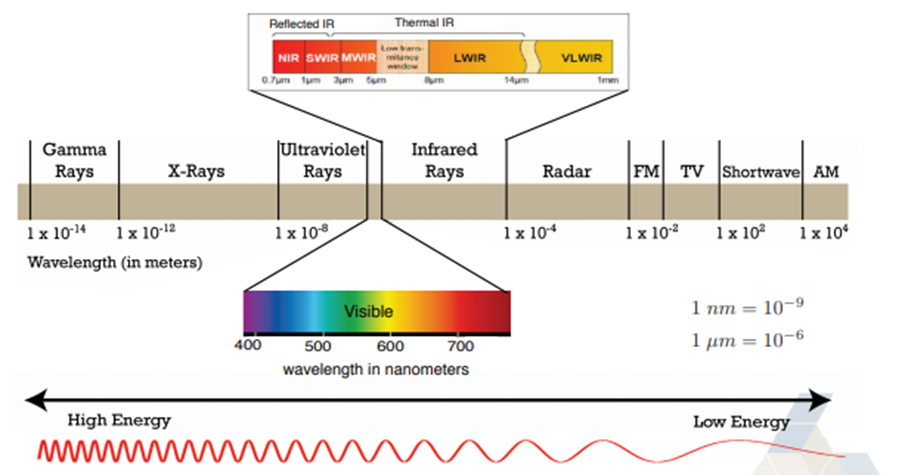 Reflected IR
Thermal IR
NIR
SWIR
MWIR
Low trans-
mitance
window
LWIR
VLWIR
0.7μm 1μm 3μm 5μm 8μm 14μm 1mm
Gamma
Rays
X-Rays
Ultraviolet
Rays
Infrared
Rays
Radar
FM
TV
Shortwave
AM
1 x 10⁻¹⁴ 1 x 10⁻¹² 1 x 10⁻⁸ 1 x 10⁻⁴ 1 x 10⁻² 1 x 10² 1 x 10⁴
Wavelength (in meters)
Visible
400 500 600 700
wavelength in nanometers
1 nm = 10⁻⁹
1 μm = 10⁻⁶
High Energy
Low Energy